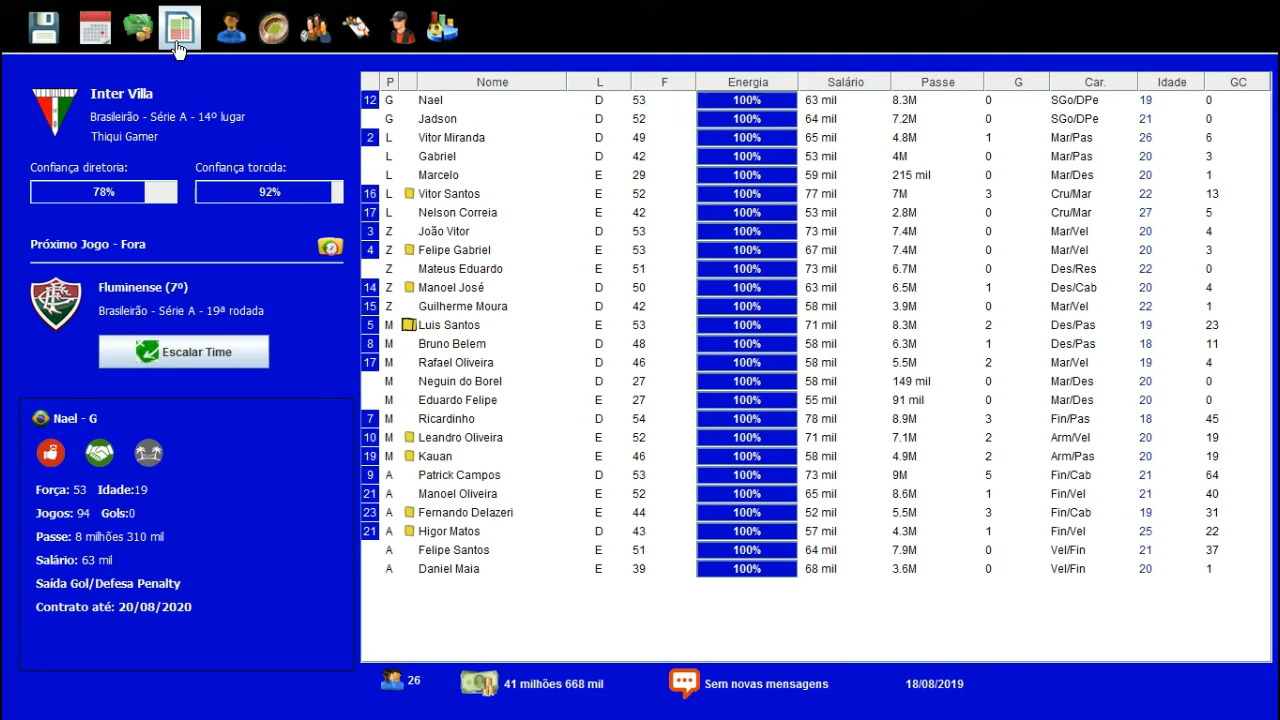 Inter Villa
Brasileirão - Série A - 14º lugar
Thiqui Gamer
Confiança diretoria: Confiança torcida:
78% 92%
Próximo Jogo - Fora
Fluminense (7º)
Brasileirão - Série A - 19ª rodada
Escalar Time
Nael - G
Força: 53 Idade:19
Jogos: 94 Gols:0
Passe: 8 milhões 310 mil
Salário: 63 mil
Saída Gol/Defesa Penalty
Contrato até: 20/08/2020
P Nome L F Energia Salário Passe G Car. Idade GC
12 G Nael D 53 100% 63 mil 8.3M 0 SGo/DPe 19 0
G Jadson D 52 100% 64 mil 7.2M 0 SGo/DPe 21 0
2 L Vitor Miranda D 49 100% 65 mil 4.8M 1 Mar/Pas 26 6
L Gabriel D 42 100% 53 mil 4M 0 Mar/Pas 20 3
L Marcelo E 29 100% 59 mil 215 mil 0 Mar/Des 20 1
16 L Vitor Santos E 52 100% 77 mil 7M 3 Cru/Mar 22 13
17 L Nelson Correia E 42 100% 53 mil 2.8M 0 Cru/Mar 27 5
3 Z João Vitor D 53 100% 73 mil 7.4M 0 Mar/Vel 20 4
4 Z Felipe Gabriel E 53 100% 67 mil 7.4M 0 Mar/Vel 20 3
Z Mateus Eduardo E 51 100% 73 mil 6.7M 0 Des/Res 22 0
14 Z Manoel José D 50 100% 63 mil 6.5M 1 Des/Cab 20 4
15 Z Guilherme Moura E 42 100% 58 mil 3.9M 0 Mar/Vel 22 1
5 M Luis Santos E 53 100% 71 mil 8.3M 2 Des/Pas 19 23
8 M Bruno Belem D 48 100% 58 mil 6.3M 1 Des/Pas 18 11
17 M Rafael Oliveira D 46 100% 58 mil 5.5M 2 Mar/Vel 19 4
M Neguin do Borel D 27 100% 58 mil 149 mil 0 Mar/Des 20 0
M Eduardo Felipe E 27 100% 55 mil 91 mil 0 Mar/Des 20 0
7 M Ricardinho D 54 100% 78 mil 8.9M 3 Fin/Pas 18 45
10 M Leandro Oliveira E 52 100% 71 mil 7.1M 2 Arm/Vel 20 19
19 M Kauan E 46 100% 58 mil 4.9M 2 Arm/Pas 20 19
9 A Patrick Campos D 53 100% 73 mil 9M 5 Fin/Cab 21 64
21 A Manoel Oliveira E 52 100% 65 mil 8.6M 1 Fin/Vel 21 40
23 A Fernando Delazeri E 44 100% 52 mil 5.5M 3 Fin/Cab 19 31
21 A Higor Matos D 43 100% 57 mil 4.3M 1 Fin/Vel 25 22
A Felipe Santos E 51 100% 64 mil 7.9M 0 Vel/Fin 21 37
A Daniel Maia E 39 100% 68 mil 3.6M 0 Vel/Fin 20 1
26 41 milhões 668 mil Sem novas mensagens 18/08/2019